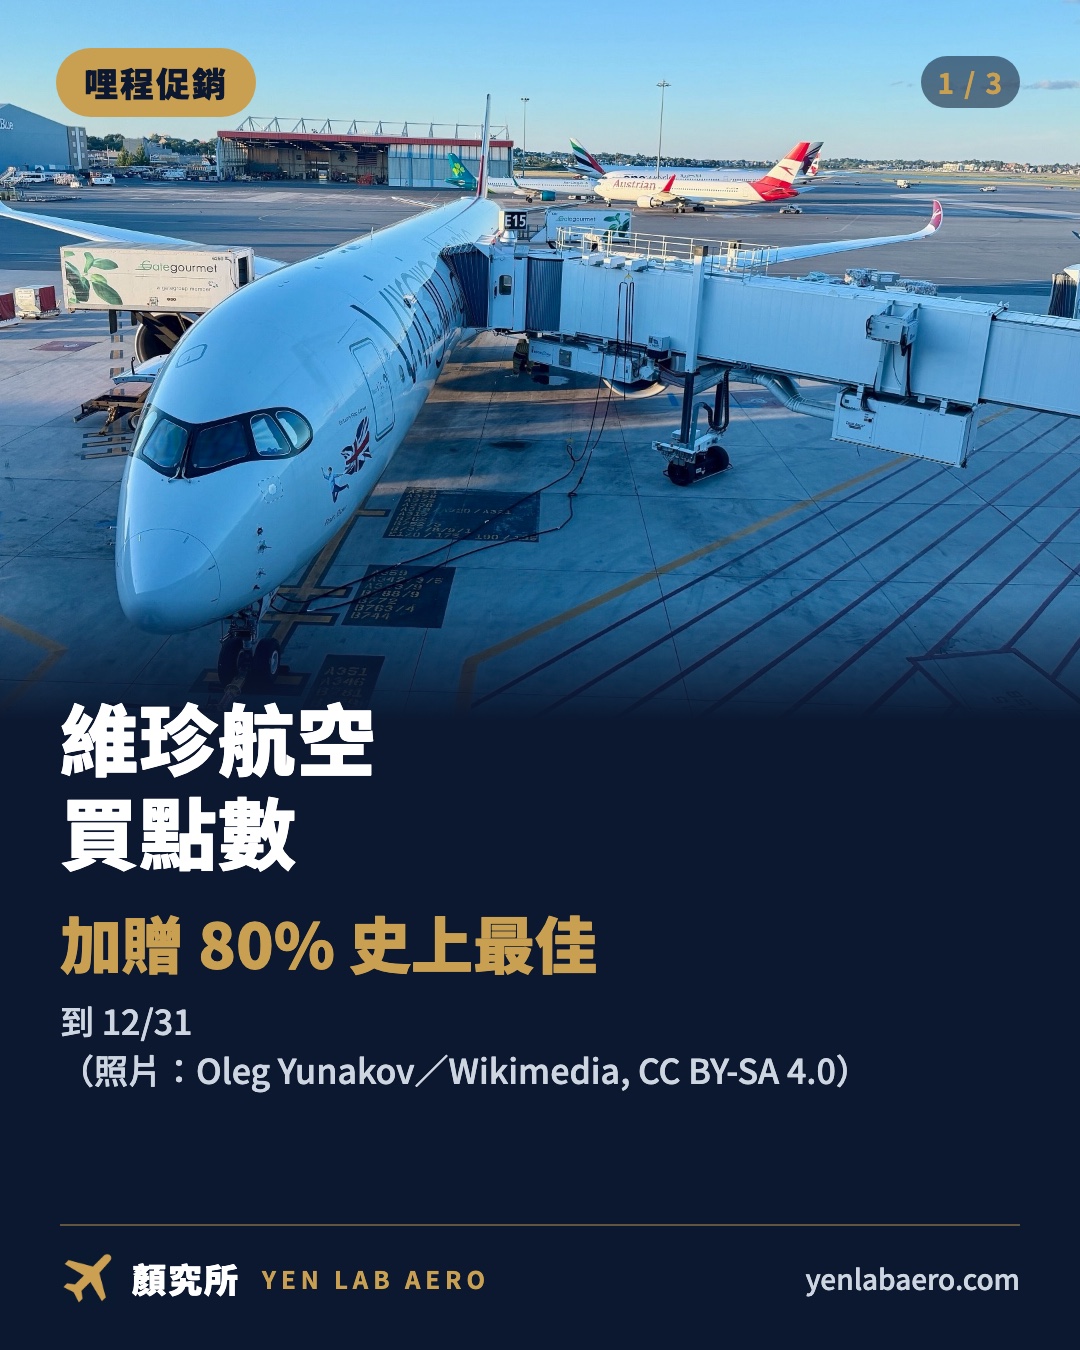 哩程促銷
1 / 3
E15
gategourmet
gategourmet
Austrian
維珍航空
買點數
加贈 80% 史上最佳
到 12/31
（照片：Oleg Yunakov／Wikimedia, CC BY-SA 4.0）
顏究所 YEN LAB AERO
yenlabaero.com